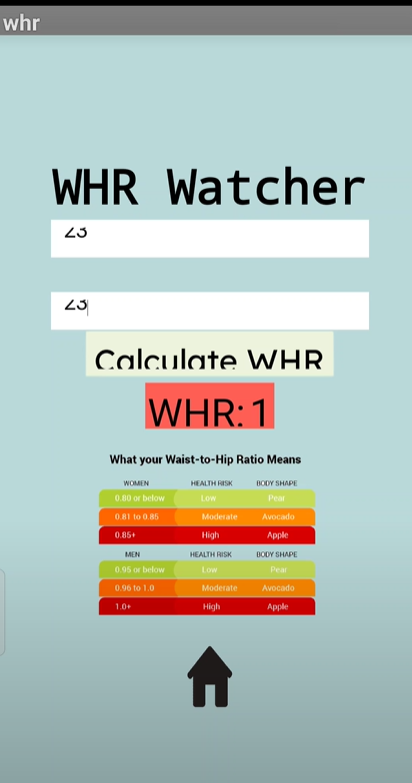 whr
WHR Watcher
23
23
Calculate WHR
WHR: 1
What your Waist-to-Hip Ratio Means
WOMEN HEALTH RISK BODY SHAPE
0.80 or below Low Pear
0.81 to 0.85 Moderate Avocado
0.85+ High Apple
MEN HEALTH RISK BODY SHAPE
0.95 or below Low Pear
0.96 to 1.0 Moderate Avocado
1.0+ High Apple